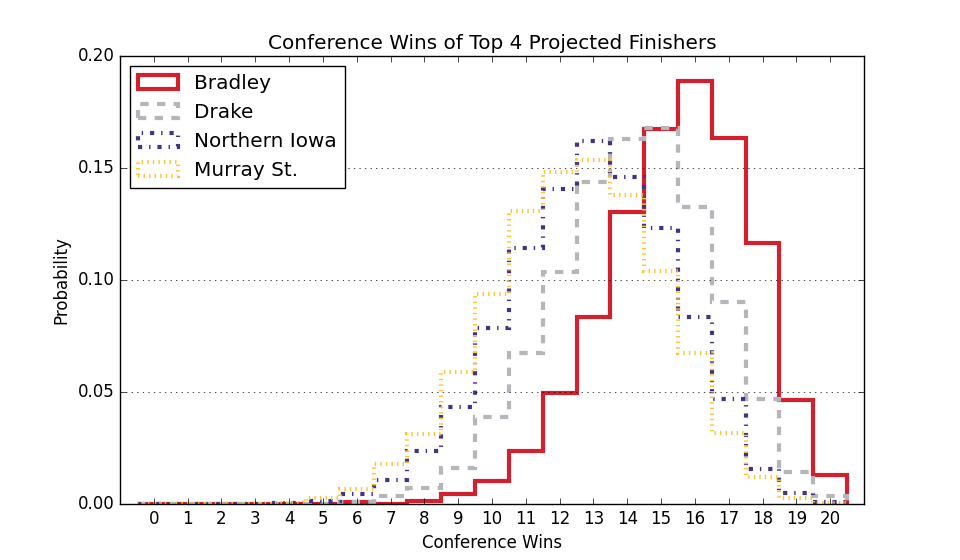 Conference Wins of Top 4 Projected Finishers
0.20
0.15
0.10
0.05
0.00
Probability
Bradley
Drake
Northern Iowa
Murray St.
0 1 2 3 4 5 6 7 8 9 10 11 12 13 14 15 16 17 18 19 20
Conference Wins